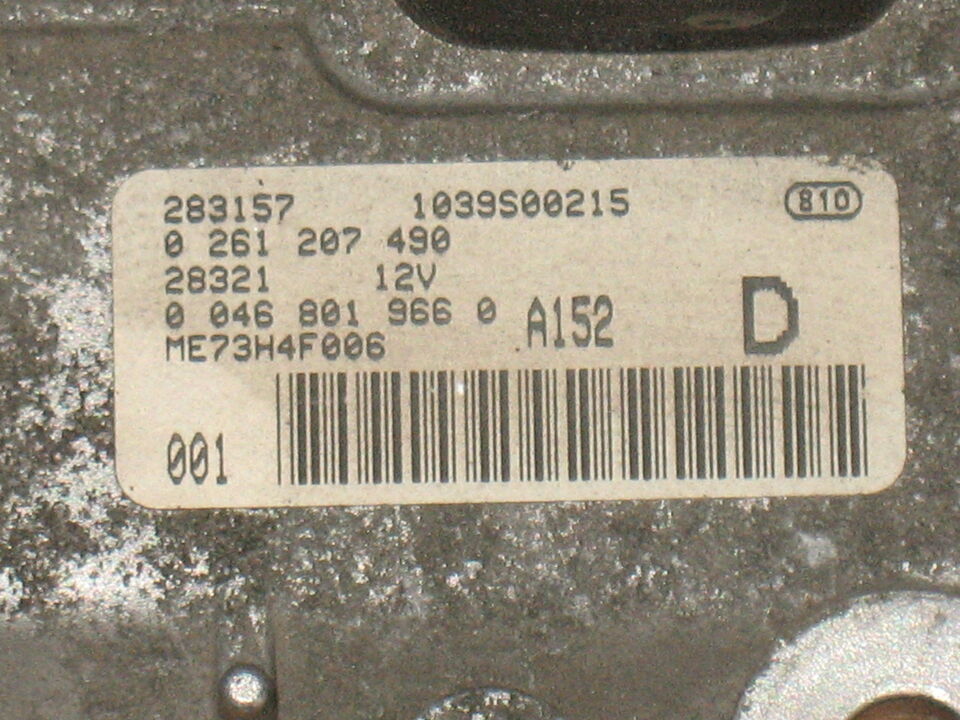 283157 1039S00215 810
0 261 207 490
28321 12V
0 046 801 966 0 A152 D
ME73H4F006
001